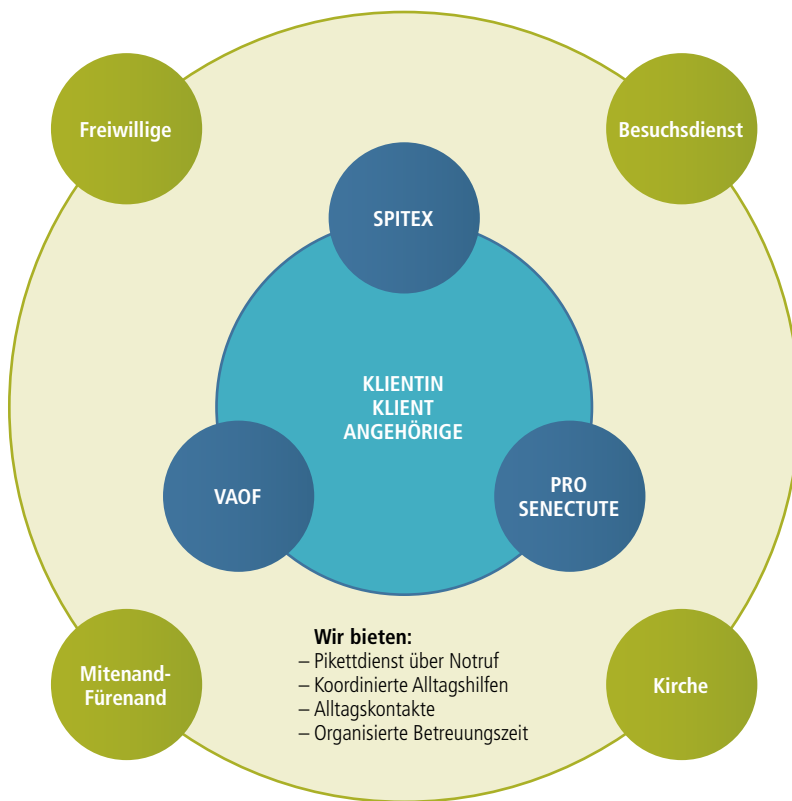 Freiwillige
Besuchsdienst
SPITEX
KLIENTIN
KLIENT
ANGEHÖRIGE
VAOF
PRO
SENECTUTE
Wir bieten:
– Pikettdienst über Notruf
– Koordinierte Alltagshilfen
– Alltagskontakte
– Organisierte Betreuungszeit
Mitenand-
Fürenand
Kirche